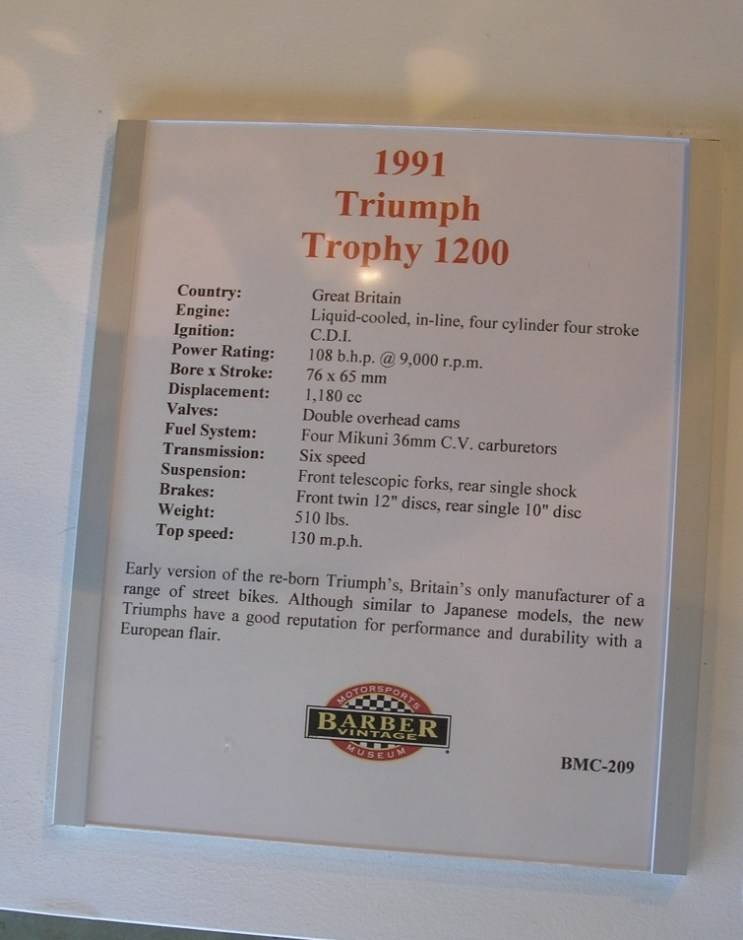 1991
Triumph
Trophy 1200
Country: Great Britain
Engine: Liquid-cooled, in-line, four cylinder four stroke
Ignition: C.D.I.
Power Rating: 108 b.h.p. @ 9,000 r.p.m.
Bore x Stroke: 76 x 65 mm
Displacement: 1,180 cc
Valves: Double overhead cams
Fuel System: Four Mikuni 36mm C.V. carburetors
Transmission: Six speed
Suspension: Front telescopic forks, rear single shock
Brakes: Front twin 12" discs, rear single 10" disc
Weight: 510 lbs.
Top speed: 130 m.p.h.
Early version of the re-born Triumph's, Britain's only manufacturer of a
range of street bikes. Although similar to Japanese models, the new
Triumphs have a good reputation for performance and durability with a
European flair.
MOTORSPORTS
BARBER
VINTAGE
MUSEUM
BMC-209